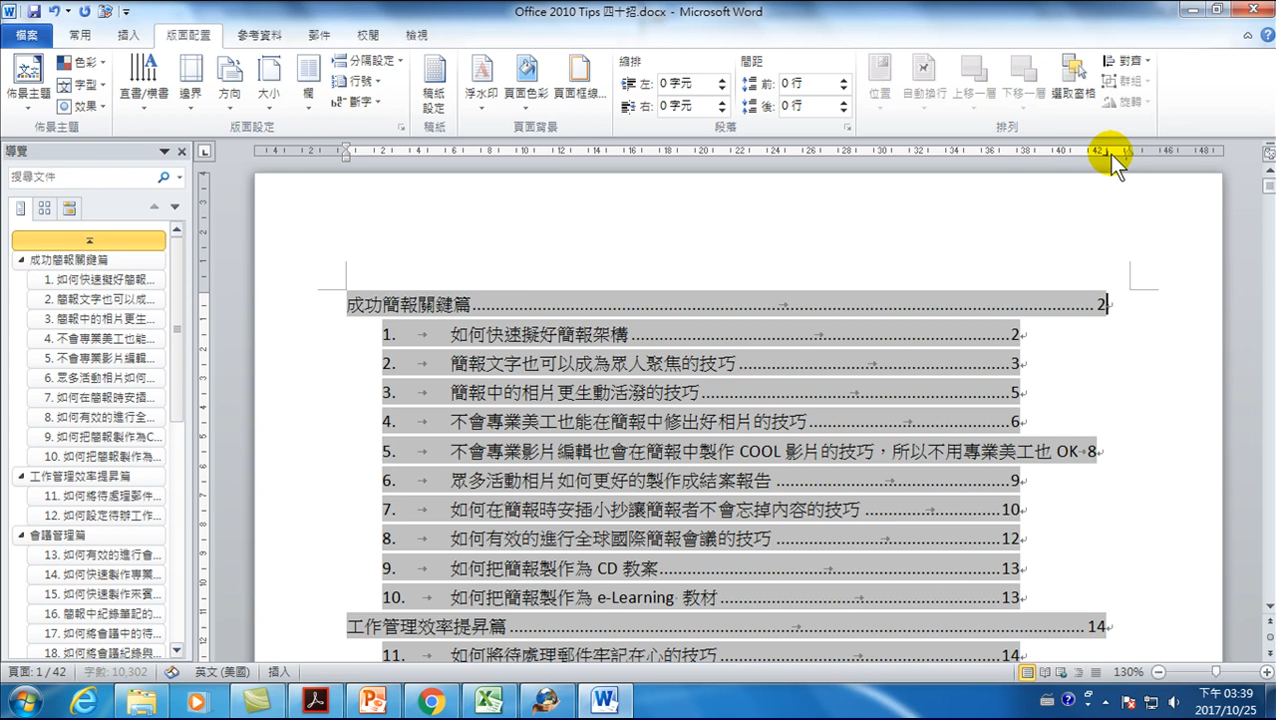 Office 2010 Tips 四十招.docx - Microsoft Word
檔案 常用 插入 版面配置 參考資料 郵件 校閱 檢視
佈景主題 色彩 字型 效果 直書/橫書 邊界 方向 大小 欄 分隔設定 行號 斷字 稿紙設定 浮水印 頁面色彩 頁面框線 縮排 左: 0 字元 右: 0 字元 間距 前: 0 行 後: 0 行 位置 自動換行 上移一層 下移一層 選取窗格 對齊 群組 旋轉
佈景主題 版面設定 稿紙 頁面背景 段落 排列
導覽
搜尋文件
成功簡報關鍵篇
1. 如何快速擬好簡報...
2. 簡報文字也可以成...
3. 簡報中的相片更生...
4. 不會專業美工也能...
5. 不會專業影片編輯...
6. 眾多活動相片如何...
7. 如何在簡報時安插...
8. 如何有效的進行全...
9. 如何把簡報製作為C...
10. 如何把簡報製作為...
工作管理效率提昇篇
11. 如何將待處理郵件...
12. 如何設定待辦工作...
會議管理篇
13. 如何有效的進行會...
14. 如何快速製作專業...
15. 如何快速製作來賓...
16. 簡報中紀錄筆記的...
17. 如何將會議中的待...
18. 如何將會議紀錄與...
成功簡報關鍵篇 2
1. 如何快速擬好簡報架構 2
2. 簡報文字也可以成為眾人聚焦的技巧 3
3. 簡報中的相片更生動活潑的技巧 5
4. 不會專業美工也能在簡報中修出好相片的技巧 6
5. 不會專業影片編輯也會在簡報中製作 COOL 影片的技巧，所以不用專業美工也 OK 8
6. 眾多活動相片如何更好的製作成結案報告 9
7. 如何在簡報時安插小抄讓簡報者不會忘掉內容的技巧 10
8. 如何有效的進行全球國際簡報會議的技巧 12
9. 如何把簡報製作為 CD 教案 13
10. 如何把簡報製作為 e-Learning 教材 13
工作管理效率提昇篇 14
11. 如何將待處理郵件牢記在心的技巧 14
頁面: 1 / 42 字數: 10,302 英文 (美國) 插入 130%
下午 03:39
2017/10/25